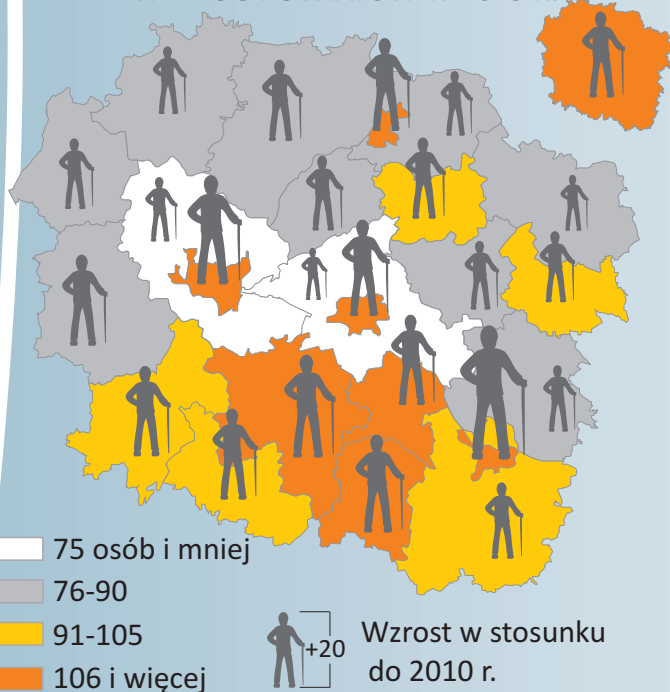 75 osób i mniej
76-90
91-105
106 i więcej
+20
Wzrost w stosunku
do 2010 r.